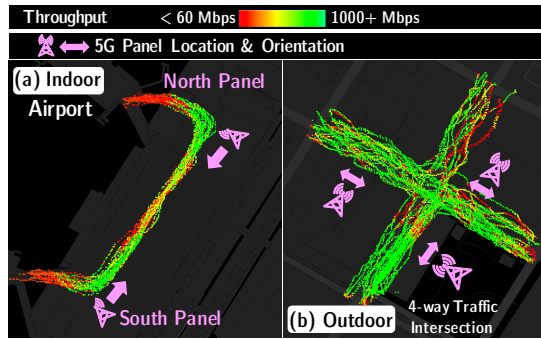 Throughput < 60 Mbps 1000+ Mbps
5G Panel Location & Orientation
(a) Indoor
Airport
North Panel
South Panel
(b) Outdoor
4-way Traffic
Intersection